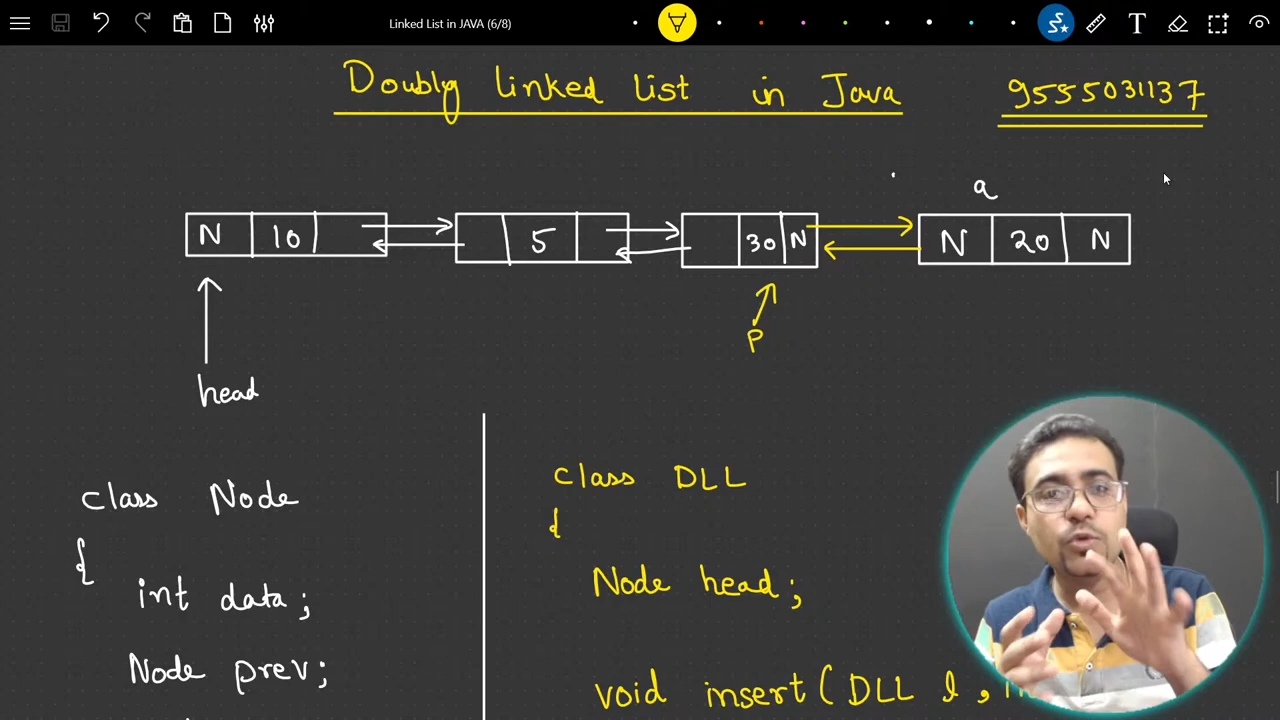 Linked List in JAVA (6/8)
T
Doubly linked list in Java 9555031137
a
N 10 5 30 N N 20 N
P
head
class Node
{
int data;
Node prev;
class DLL
{
Node head;
void insert( DLL l , in